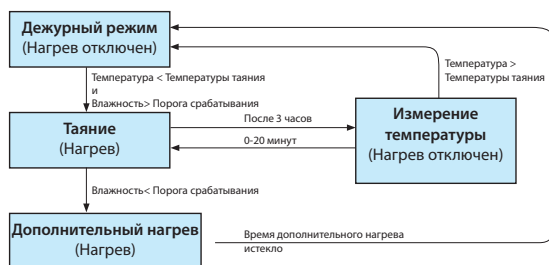 Дежурный режим
(Нагрев отключен)
Температура < Температуры таяния
и
Влажность> Порога срабатывания
Температура >
Температуры таяния
Таяние
(Нагрев)
После 3 часов
0-20 минут
Измерение
температуры
(Нагрев отключен)
Влажность< Порога срабатывания
Дополнительный нагрев
(Нагрев)
Время дополнительного нагрева
истекло